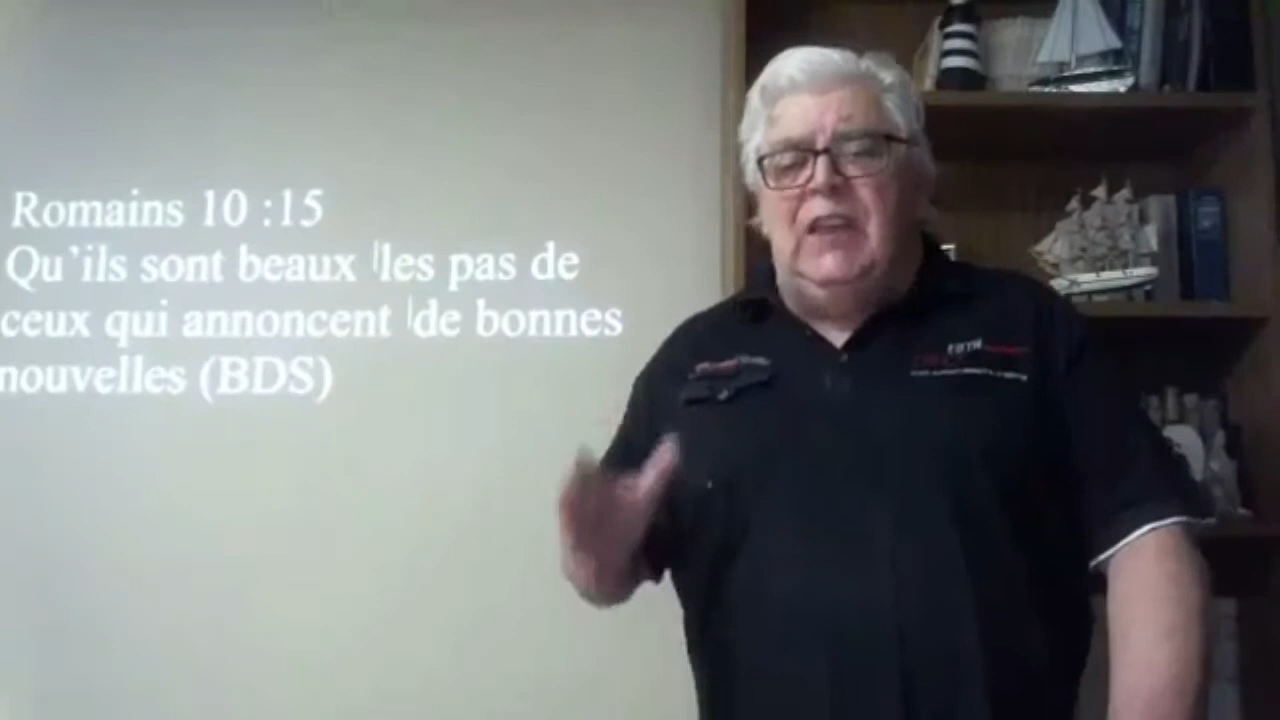 Romains 10 :15
Qu'ils sont beaux les pas de
ceux qui annoncent de bonnes
nouvelles (BDS)